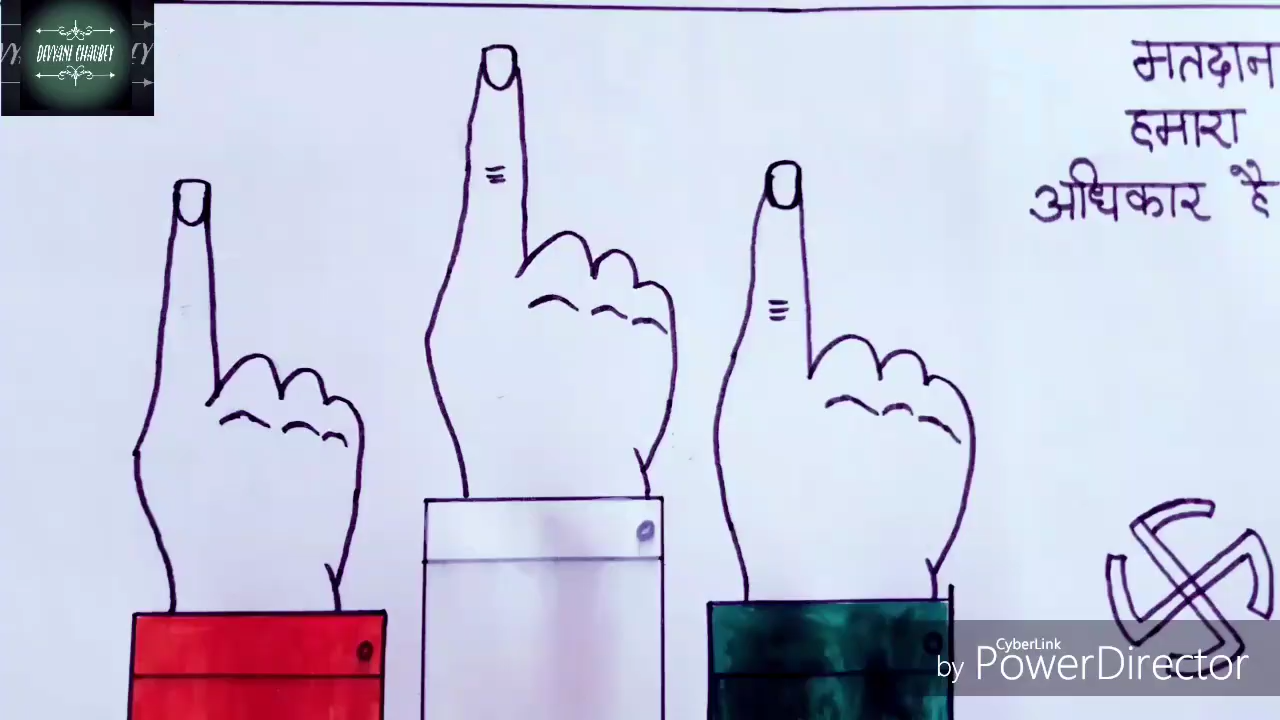 DEVYANI CHAUBEY
मतदान
हमारा
अधिकार है
CyberLink
by PowerDirector